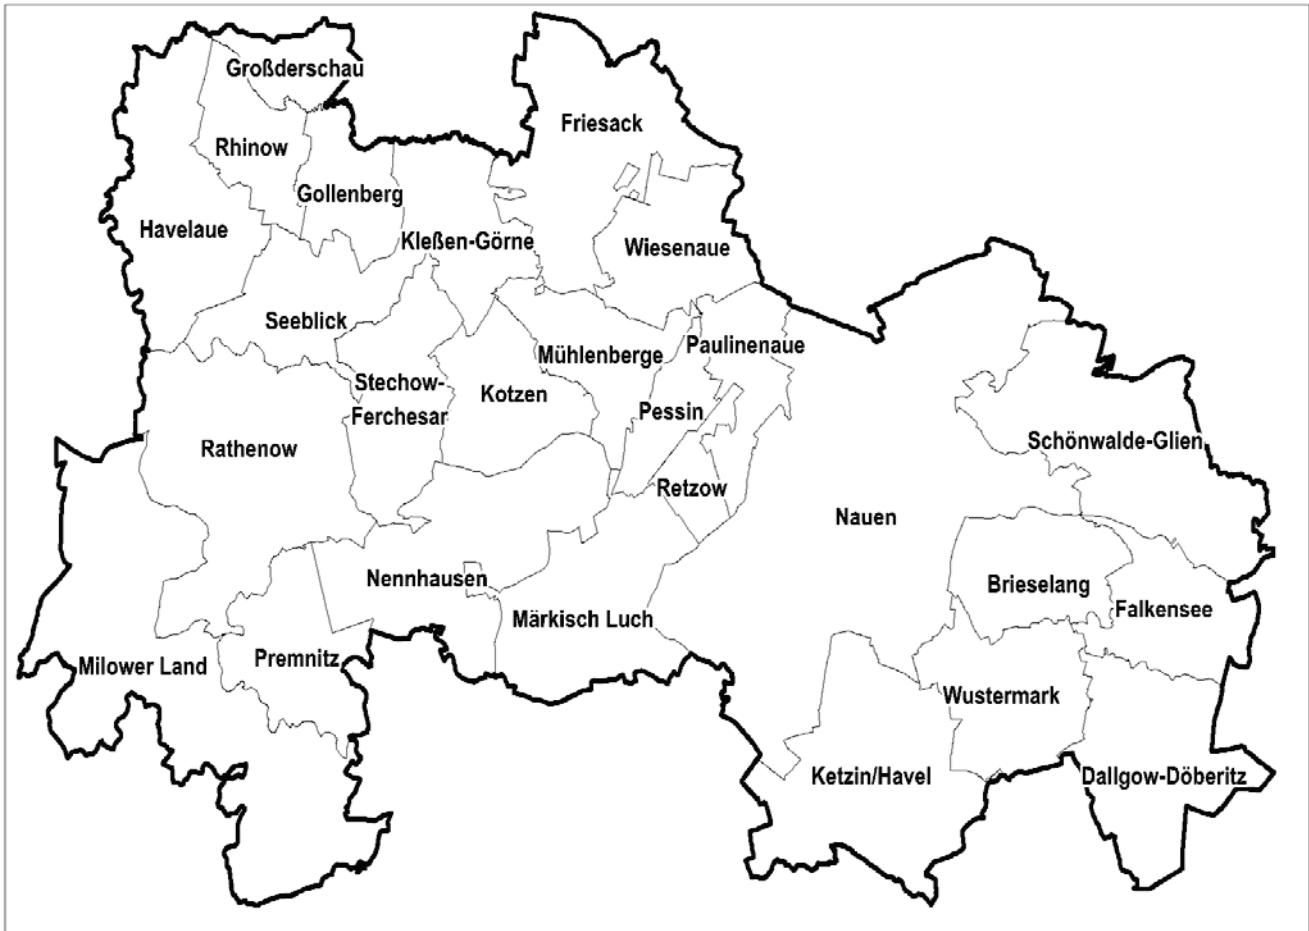 Großderschau
Friesack
Rhinow
Gollenberg
Havelaue
Kleßen-Görne
Wiesenaue
Seeblick
Mühlenberge
Paulinenaue
Stechow-
Ferchesar
Kotzen
Pessin
Rathenow
Schönwalde-Glien
Retzow
Nauen
Nennhausen
Brieselang
Märkisch Luch
Falkensee
Milower Land
Premnitz
Wustermark
Ketzin/Havel
Dallgow-Döberitz